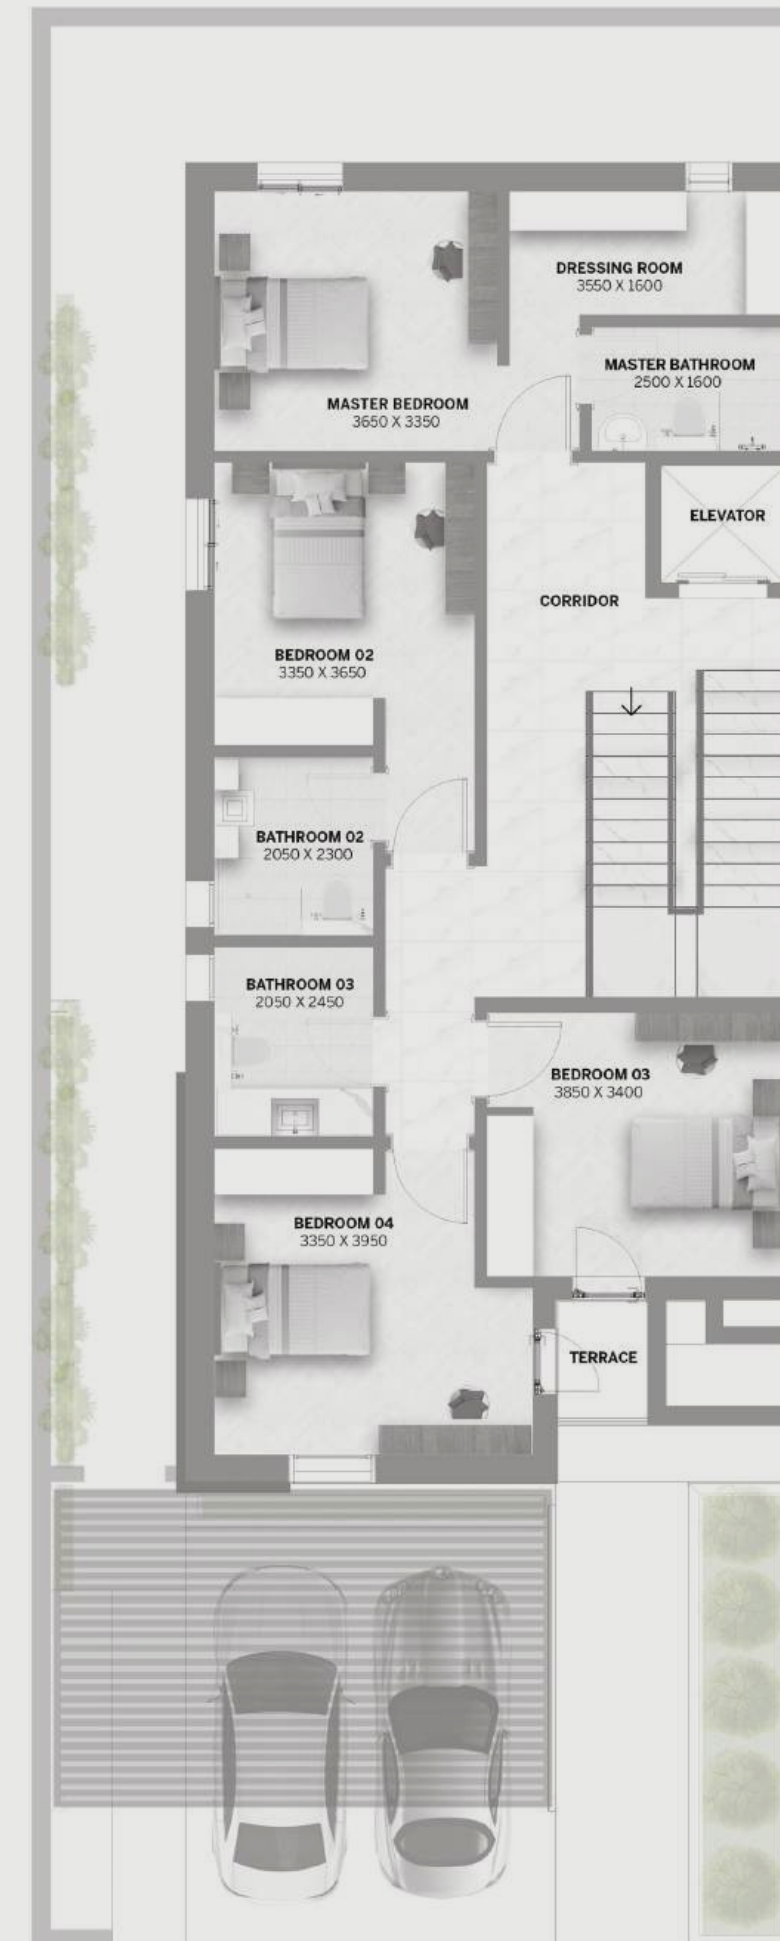 DRESSING ROOM
3550 X 1600
MASTER BATHROOM
2500 X 1600
MASTER BEDROOM
3650 X 3350
ELEVATOR
CORRIDOR
BEDROOM 02
3350 X 3650
BATHROOM 02
2050 X 2300
BATHROOM 03
2050 X 2450
BEDROOM 03
3850 X 3400
BEDROOM 04
3350 X 3950
TERRACE